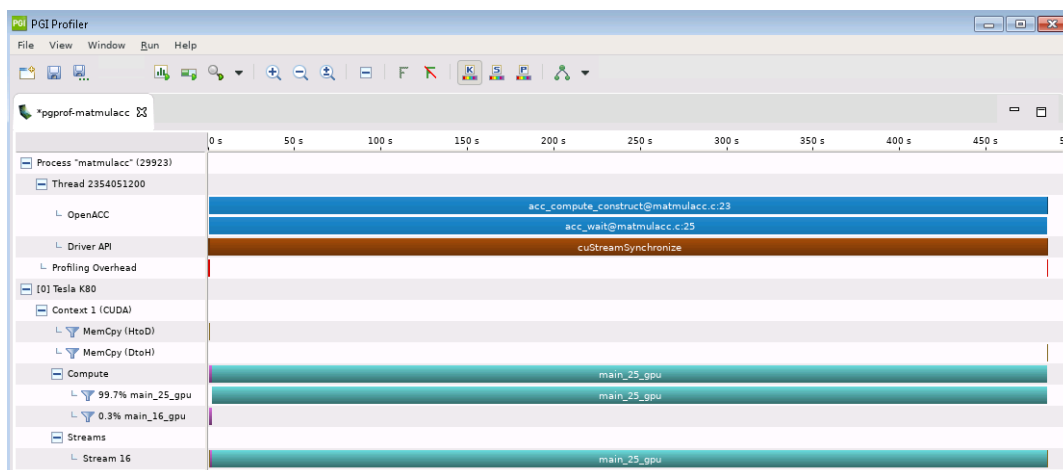 PGI PGI Profiler
File View Window Run Help
*pgprof-matmulacc
0 s 50 s 100 s 150 s 200 s 250 s 300 s 350 s 400 s 450 s 5
Process "matmulacc" (29923)
Thread 2354051200
OpenACC
acc_compute_construct@matmulacc.c:23
acc_wait@matmulacc.c:25
Driver API cuStreamSynchronize
Profiling Overhead
[0] Tesla K80
Context 1 (CUDA)
MemCpy (HtoD)
MemCpy (DtoH)
Compute main_25_gpu
99.7% main_25_gpu main_25_gpu
0.3% main_16_gpu
Streams
Stream 16 main_25_gpu